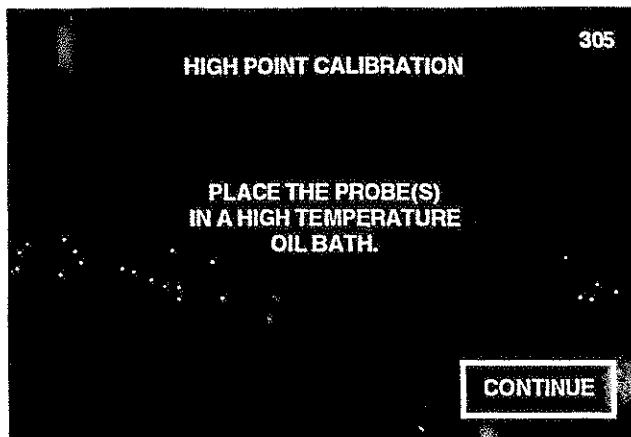 305
HIGH POINT CALIBRATION
PLACE THE PROBE(S)
IN A HIGH TEMPERATURE
OIL BATH.
CONTINUE